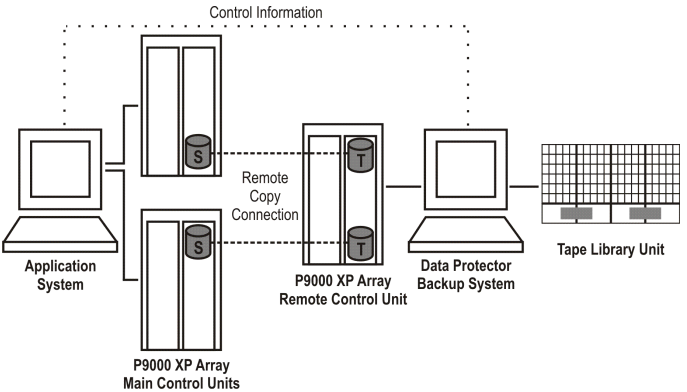 Control Information
S
T
Remote
Copy
Connection
S
T
Application
System
P9000 XP Array
Remote Control Unit
Data Protector
Backup System
Tape Library Unit
P9000 XP Array
Main Control Units